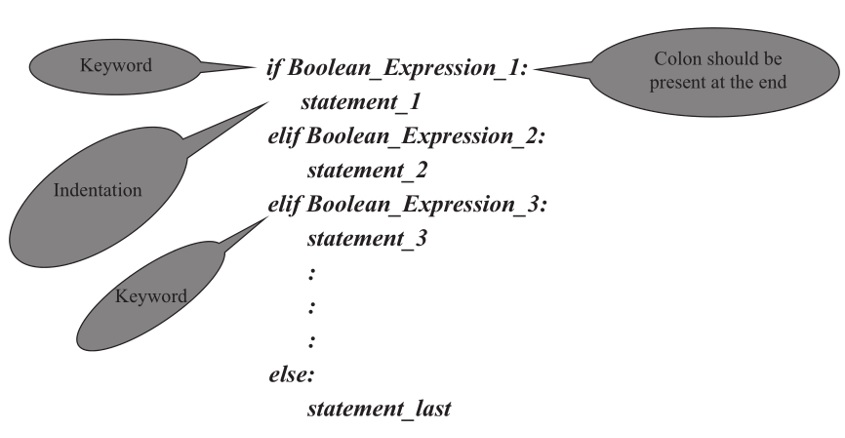 Keyword
if Boolean_Expression_1:
Colon should be
present at the end
statement_1
elif Boolean_Expression_2:
statement_2
Indentation
elif Boolean_Expression_3:
statement_3
:
Keyword
:
:
else:
statement_last